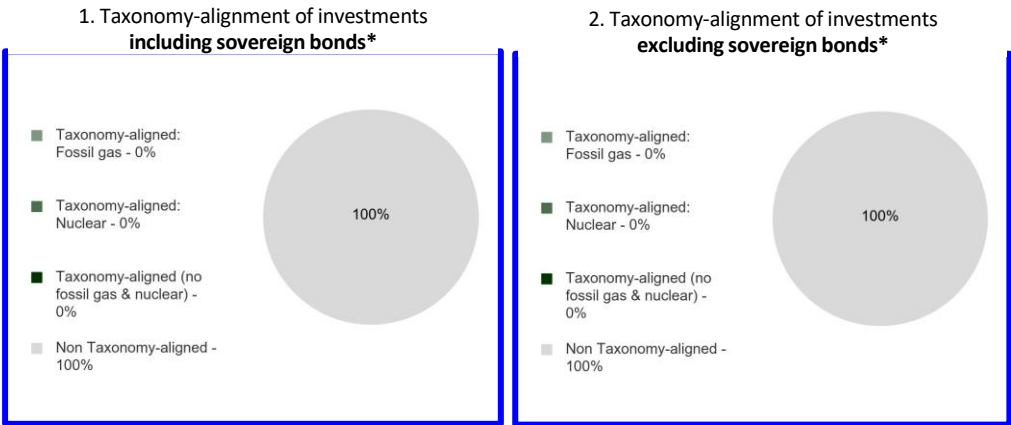 1. Taxonomy-alignment of investments
including sovereign bonds*
Taxonomy-aligned:
Fossil gas - 0%
Taxonomy-aligned:
Nuclear - 0%
Taxonomy-aligned (no
fossil gas & nuclear) -
0%
Non Taxonomy-aligned -
100%
100%
2. Taxonomy-alignment of investments
excluding sovereign bonds*
Taxonomy-aligned:
Fossil gas - 0%
Taxonomy-aligned:
Nuclear - 0%
Taxonomy-aligned (no
fossil gas & nuclear) -
0%
Non Taxonomy-aligned -
100%
100%